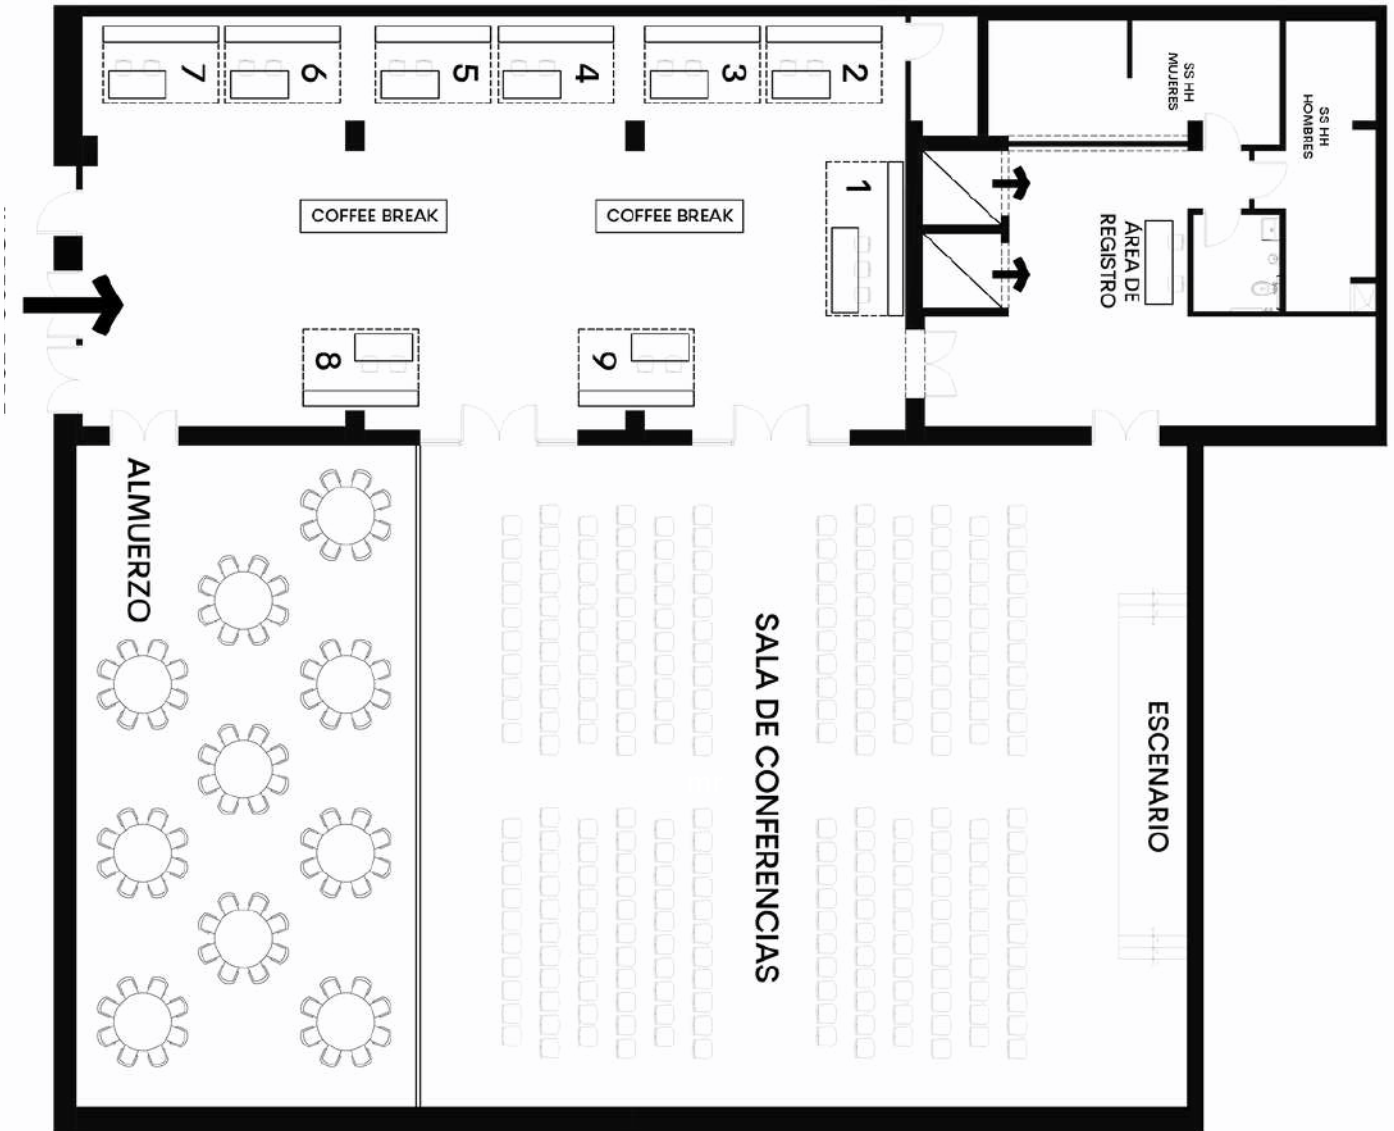 7
6
5
4
3
2
SS HH
MUJERES
SS HH
HOMBRES
1
COFFEE BREAK
COFFEE BREAK
ÁREA DE
REGISTRO
8
9
ALMUERZO
SALA DE CONFERENCIAS
ESCENARIO